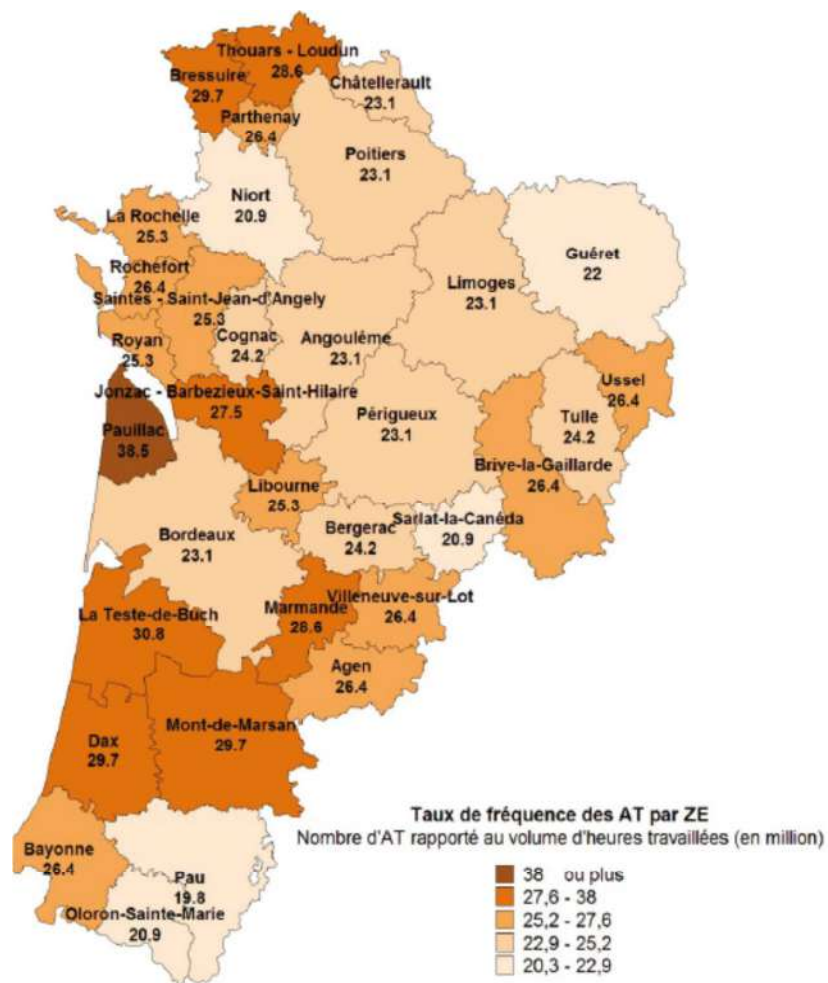 Thouars - Loudun
28.6
Bressuire
29.7
Châtellerault
23.1
Parthenay
26.4
Poitiers
23.1
Niort
20.9
La Rochelle
25.3
Guéret
22
Rochefort
26.4
Limoges
23.1
Saintes - Saint-Jean-d'Angely
25.3
Cognac
24.2
Angoulême
23.1
Royan
25.3
Ussel
26.4
Jonzac - Barbezieux-Saint-Hilaire
27.5
Périgueux
23.1
Tulle
24.2
Pauillac
38.5
Brive-la-Gaillarde
26.4
Libourne
25.3
Bordeaux
23.1
Bergerac
24.2
Sarlat-la-Canéda
20.9
La Teste-de-Buch
30.8
Marmande
28.6
Villeneuve-sur-Lot
26.4
Agen
26.4
Mont-de-Marsan
29.7
Dax
29.7
Bayonne
26.4
Pau
19.8
Oloron-Sainte-Marie
20.9
Taux de fréquence des AT par ZE
Nombre d'AT rapporté au volume d'heures travaillées (en million)
38 ou plus
27,6 - 38
25,2 - 27,6
22,9 - 25,2
20,3 - 22,9